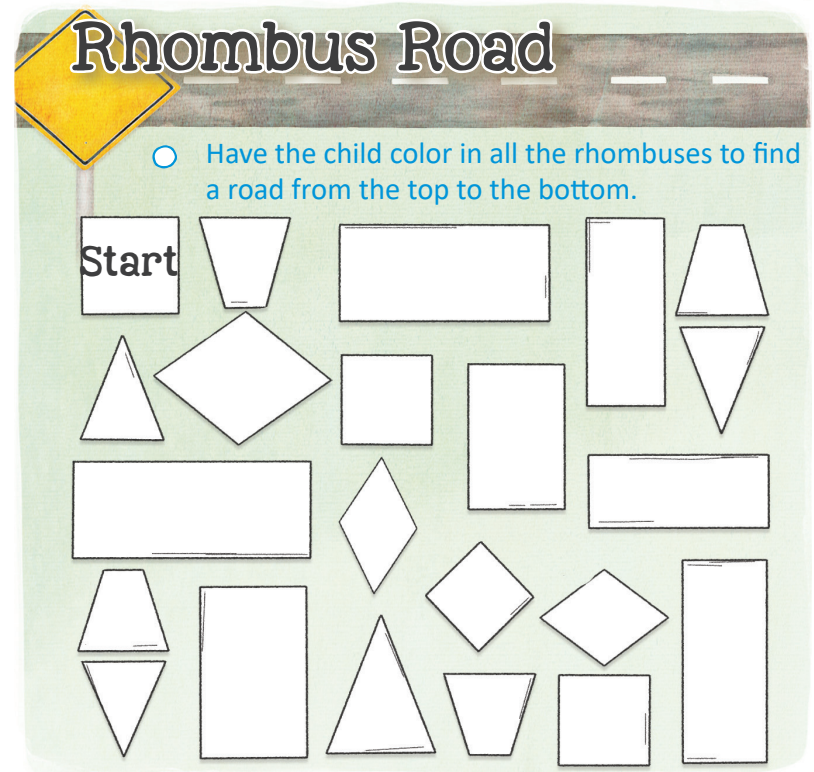 Rhombus Road
Have the child color in all the rhombuses to find
a road from the top to the bottom.
Start